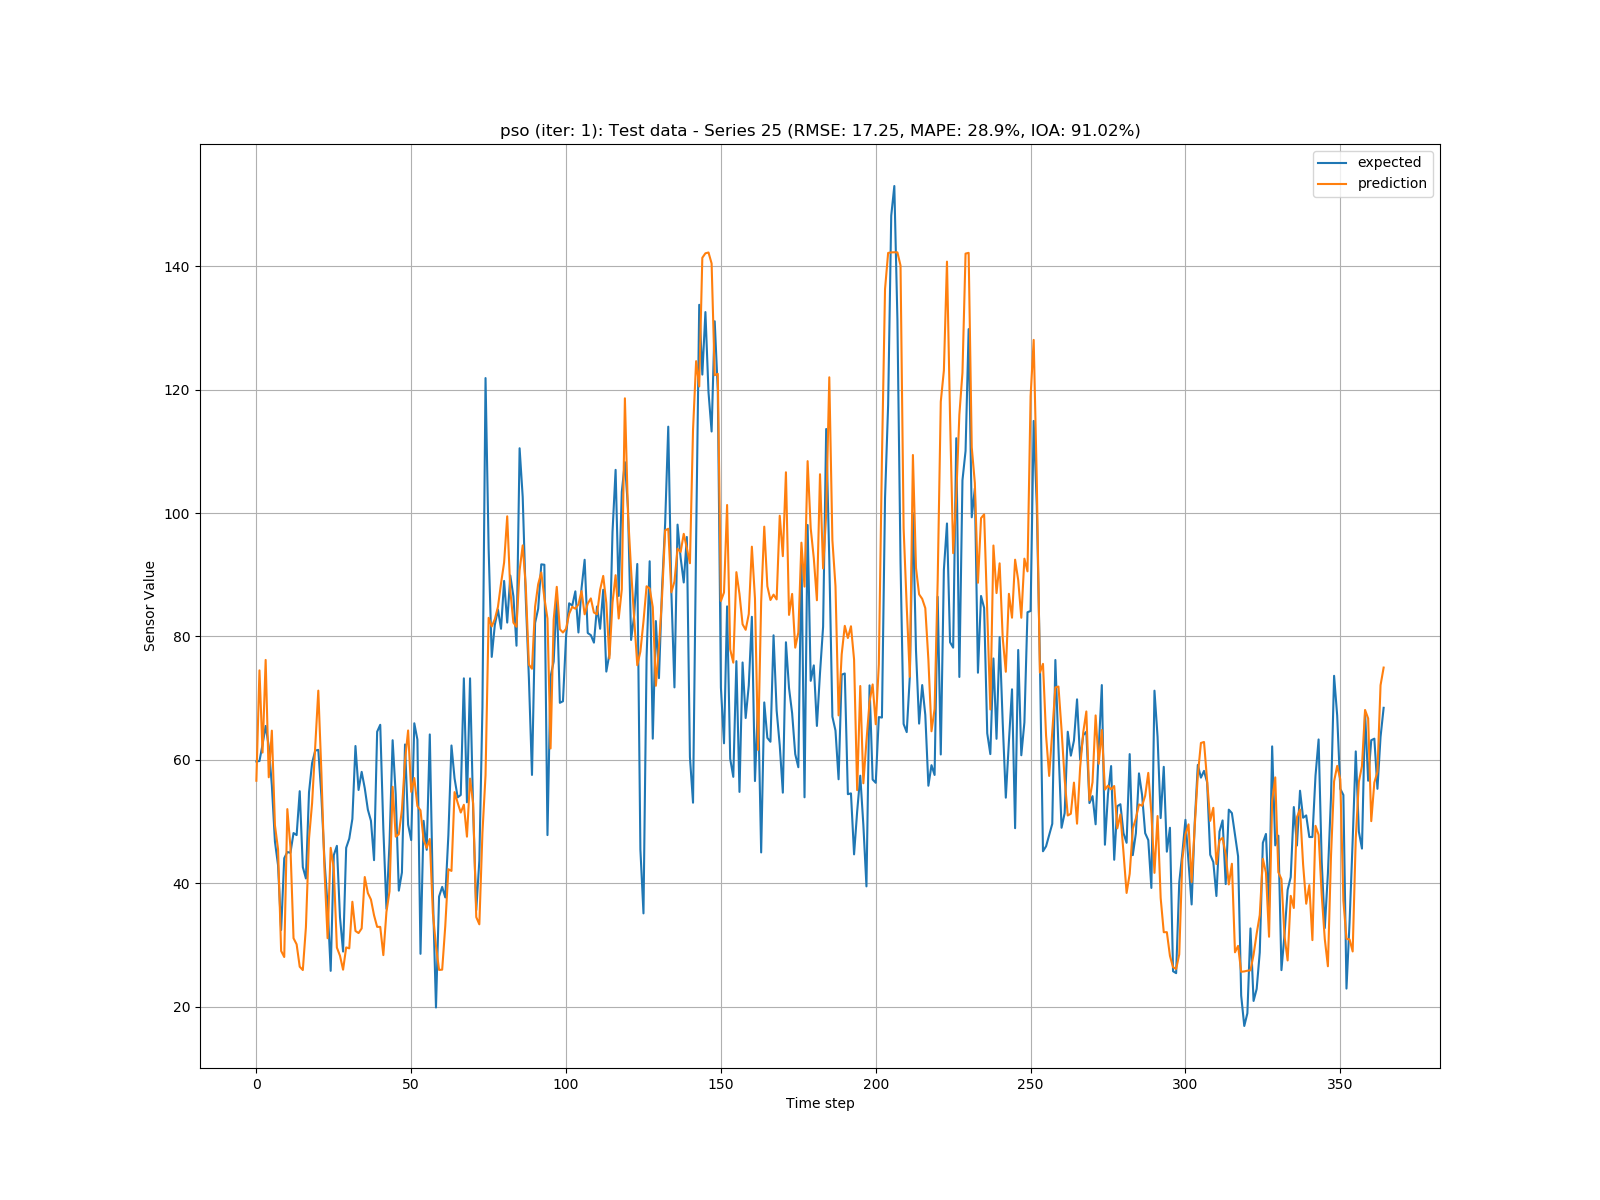 pso (iter: 1): Test data - Series 25 (RMSE: 17.25, MAPE: 28.9%, IOA: 91.02%)
expected
prediction
Sensor Value
140
120
100
80
60
40
20
0 50 100 150 200 250 300 350
Time step